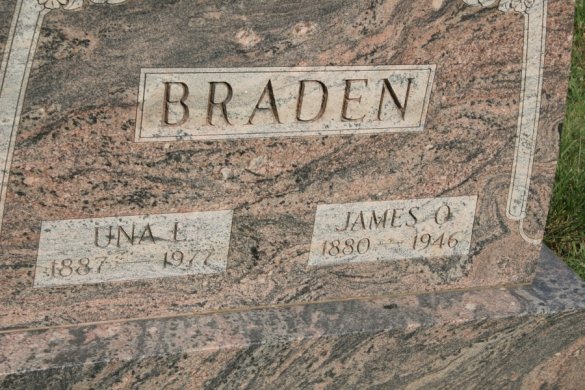 BRADEN
UNA L.
1887 - 1977
JAMES O.
1880 - 1946